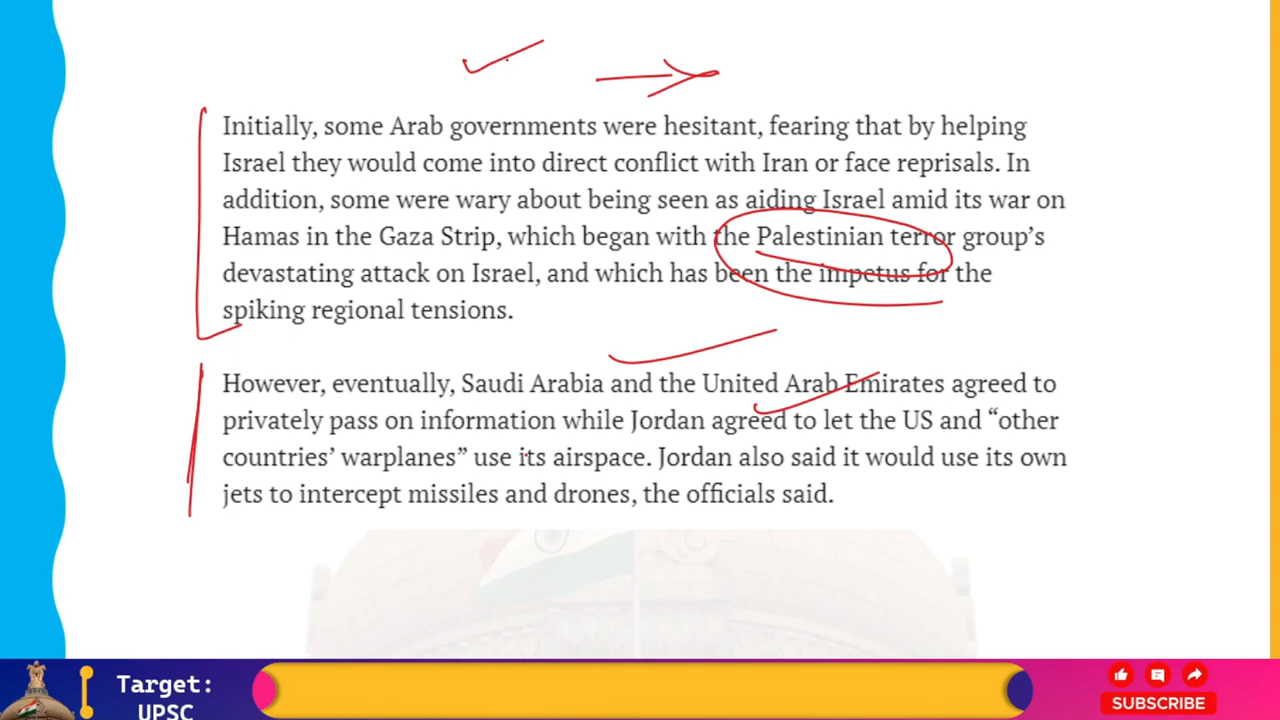 Initially, some Arab governments were hesitant, fearing that by helping
Israel they would come into direct conflict with Iran or face reprisals. In
addition, some were wary about being seen as aiding Israel amid its war on
Hamas in the Gaza Strip, which began with the Palestinian terror group’s
devastating attack on Israel, and which has been the impetus for the
spiking regional tensions.
However, eventually, Saudi Arabia and the United Arab Emirates agreed to
privately pass on information while Jordan agreed to let the US and “other
countries’ warplanes” use its airspace. Jordan also said it would use its own
jets to intercept missiles and drones, the officials said.
Target:
UPSC
SUBSCRIBE